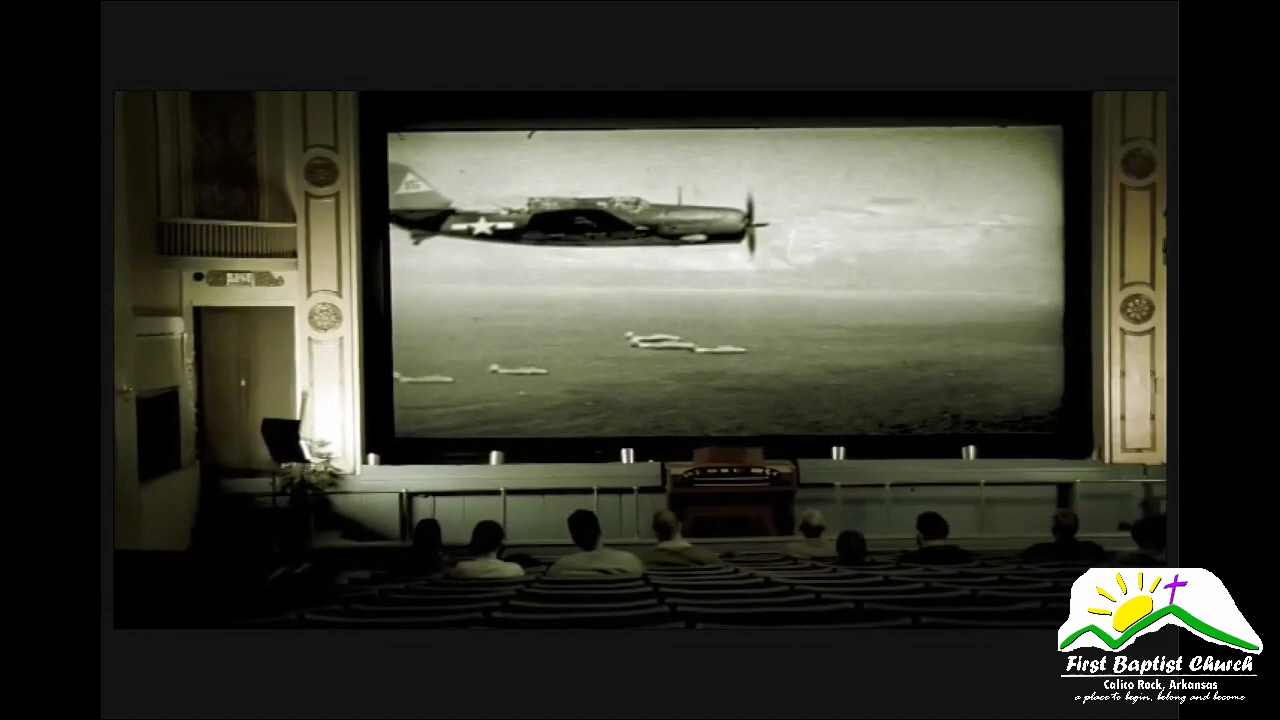 First Baptist Church
Calico Rock, Arkansas
a place to begin, belong and become